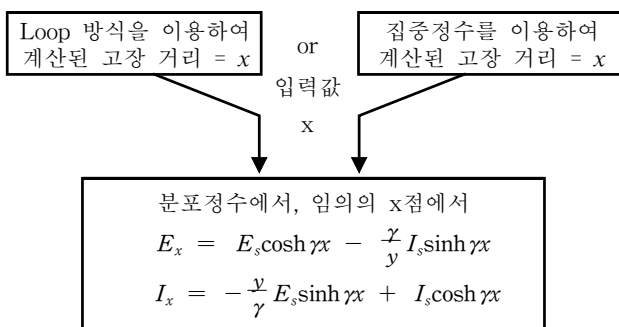 Loop 방식을 이용하여
계산된 고장 거리 = x
or
입력값
x
집중정수를 이용하여
계산된 고장 거리 = x
분포정수에서, 임의의 x점에서
E_x = E_s cosh γx − γ/y I_s sinh γx
I_x = − y/γ E_s sinh γx + I_s cosh γx